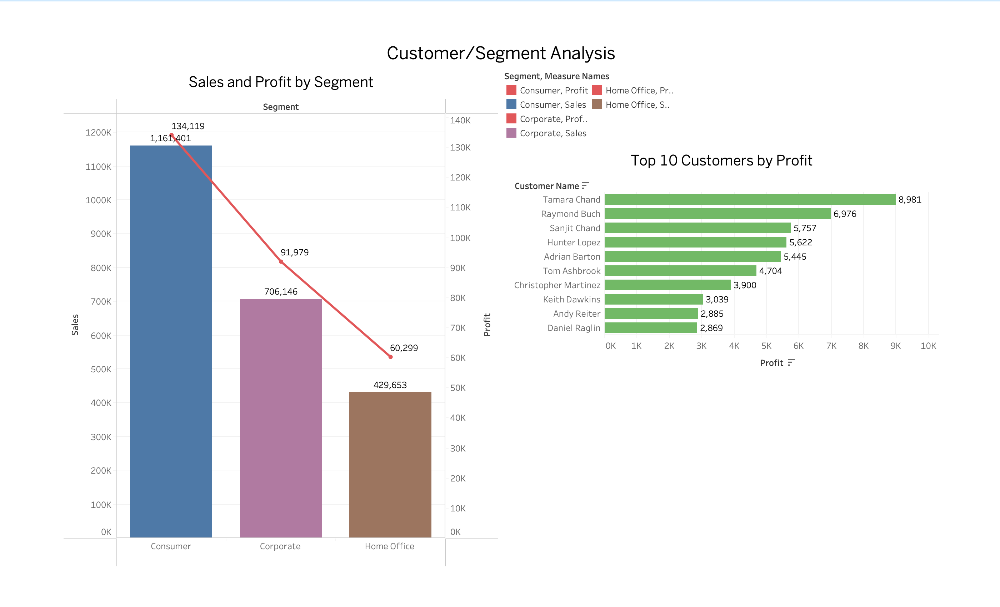 Customer/Segment Analysis
Sales and Profit by Segment
Segment
1200K
1100K
1000K
900K
800K
700K
600K
500K
400K
300K
200K
100K
0K
Sales
134,119
1,161,401
91,979
706,146
60,299
429,653
140K
130K
120K
110K
100K
90K
80K
70K
60K
50K
40K
30K
20K
10K
0K
Profit
Consumer
Corporate
Home Office
Segment, Measure Names
Consumer, Profit
Home Office, Pr..
Consumer, Sales
Home Office, S..
Corporate, Prof..
Corporate, Sales
Top 10 Customers by Profit
Customer Name
Tamara Chand 8,981
Raymond Buch 6,976
Sanjit Chand 5,757
Hunter Lopez 5,622
Adrian Barton 5,445
Tom Ashbrook 4,704
Christopher Martinez 3,900
Keith Dawkins 3,039
Andy Reiter 2,885
Daniel Raglin 2,869
0K 1K 2K 3K 4K 5K 6K 7K 8K 9K 10K
Profit